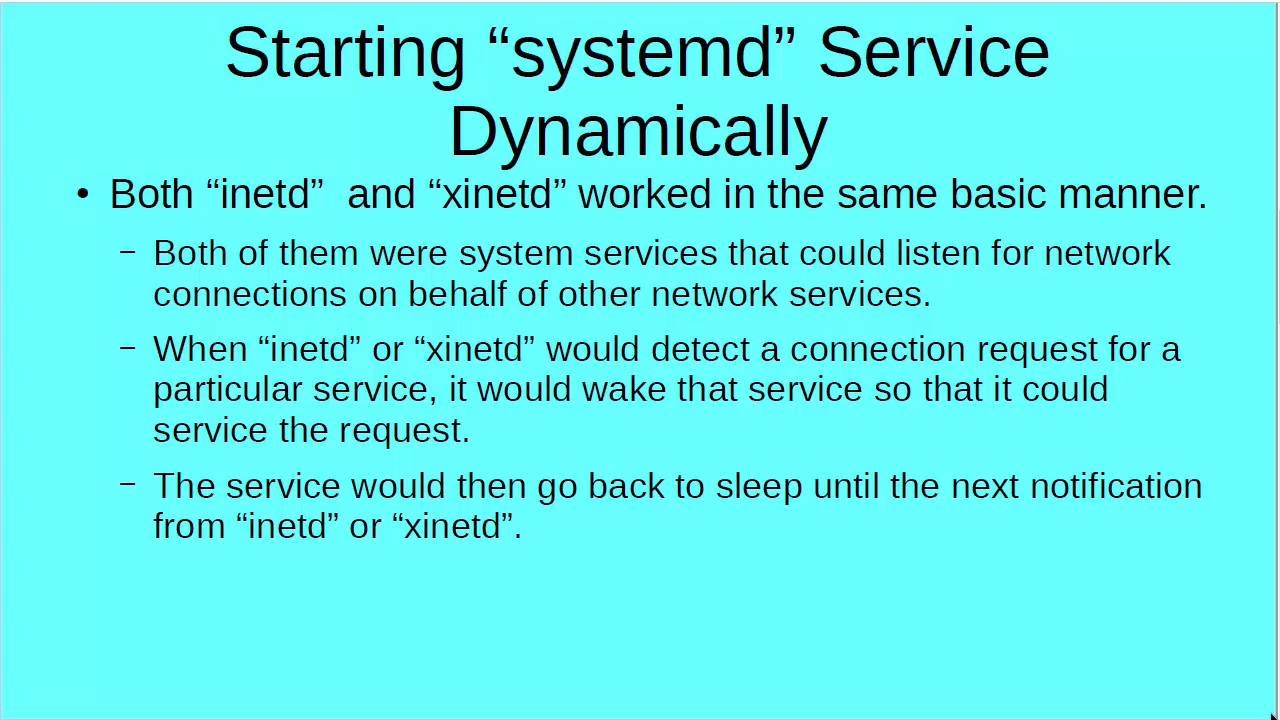 Starting “systemd” Service
Dynamically
• Both “inetd”  and “xinetd” worked in the same basic manner.
– Both of them were system services that could listen for network
connections on behalf of other network services.
– When “inetd” or “xinetd” would detect a connection request for a
particular service, it would wake that service so that it could
service the request.
– The service would then go back to sleep until the next notification
from “inetd” or “xinetd”.